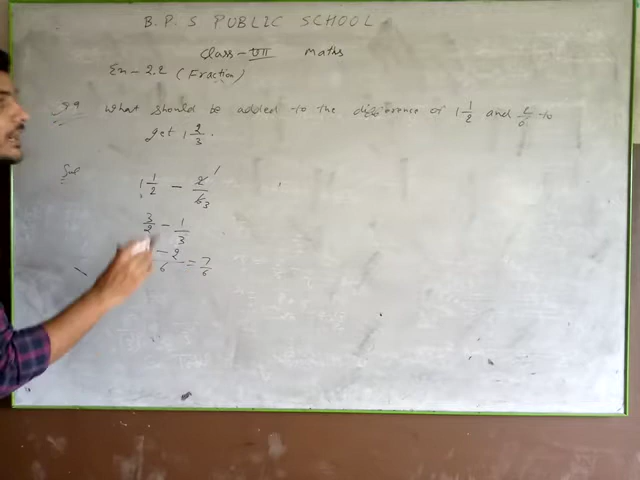 B. P. S PUBLIC SCHOOL
Class - VII Maths
Ex - 2.2 (Fraction)
Q.9 What should be added to the difference of 1 1/2 and 2/6 to
get 1 2/3.
Sol
1 1/2 - 2/6 1 3
3/2 - 1/3
- 2/6 = 7/6